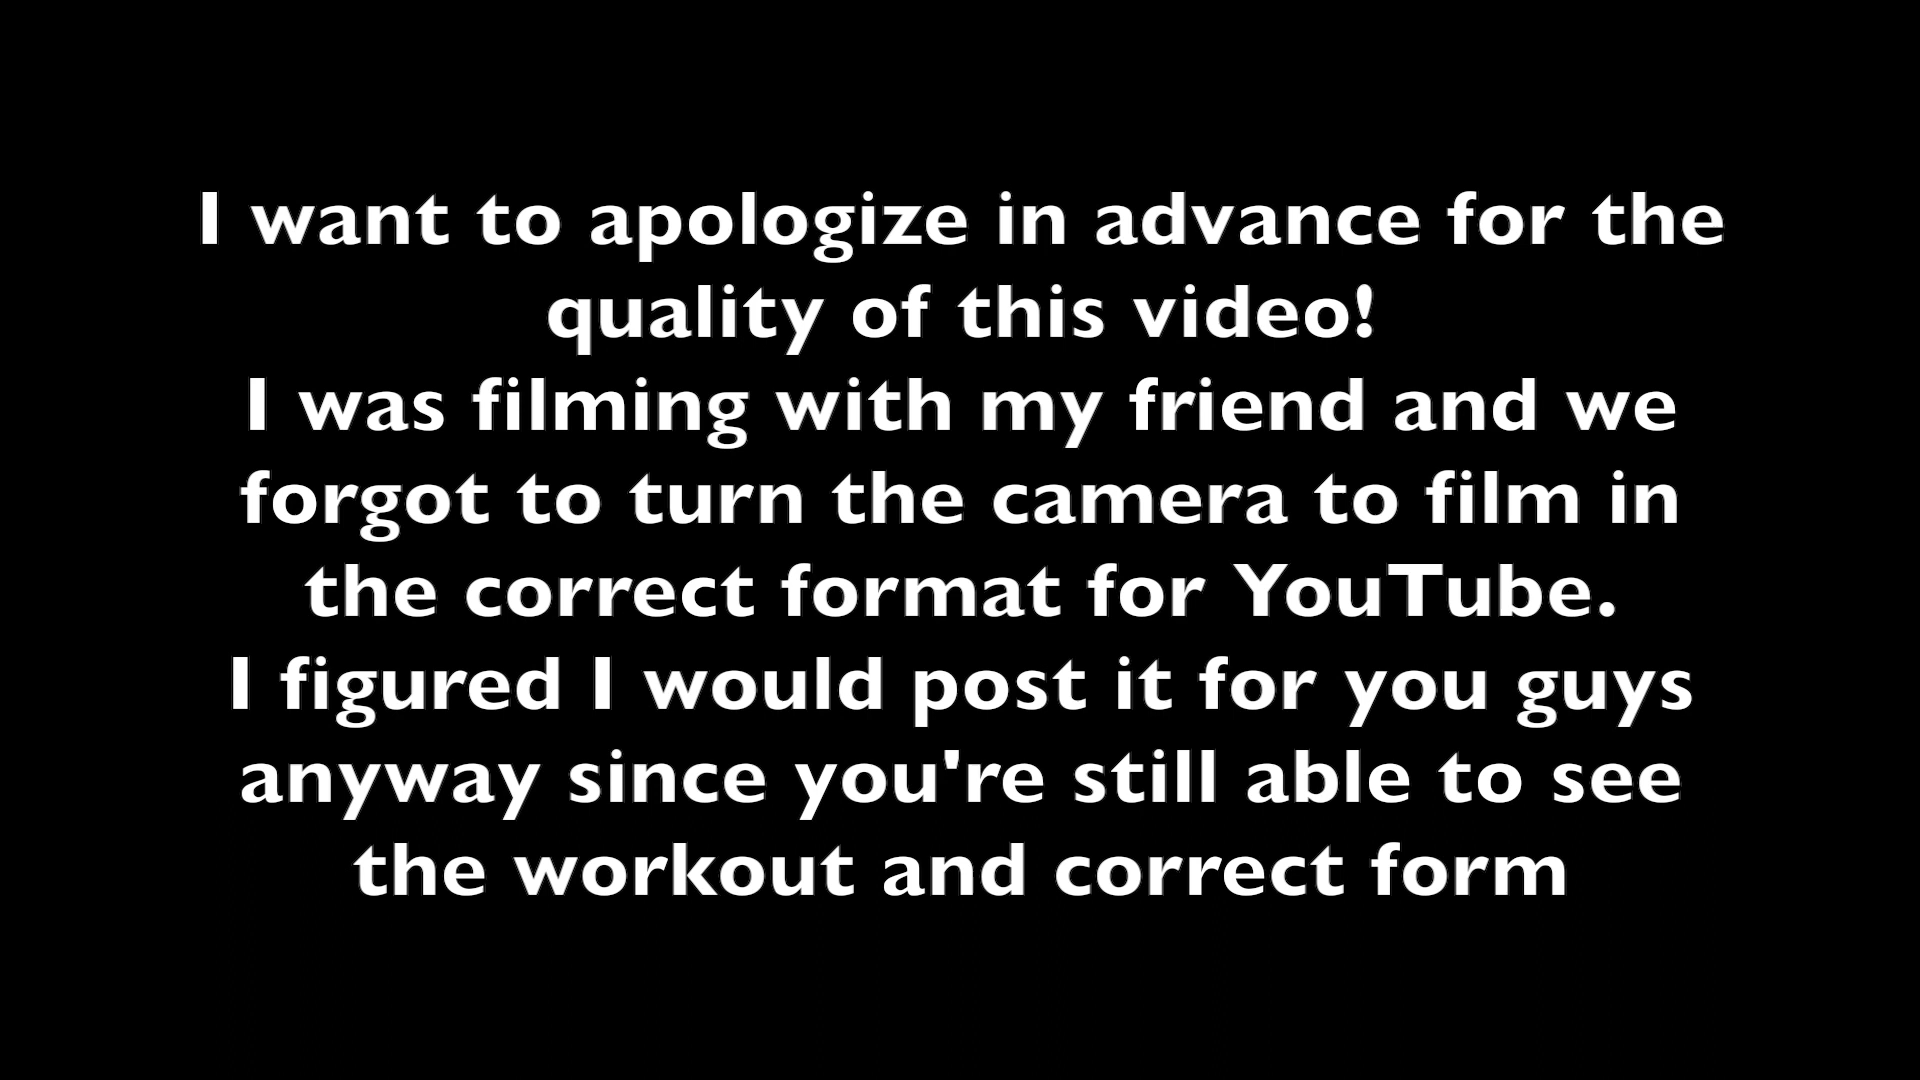 I want to apologize in advance for the
quality of this video!
I was filming with my friend and we
forgot to turn the camera to film in
the correct format for YouTube.
I figured I would post it for you guys
anyway since you're still able to see
the workout and correct form